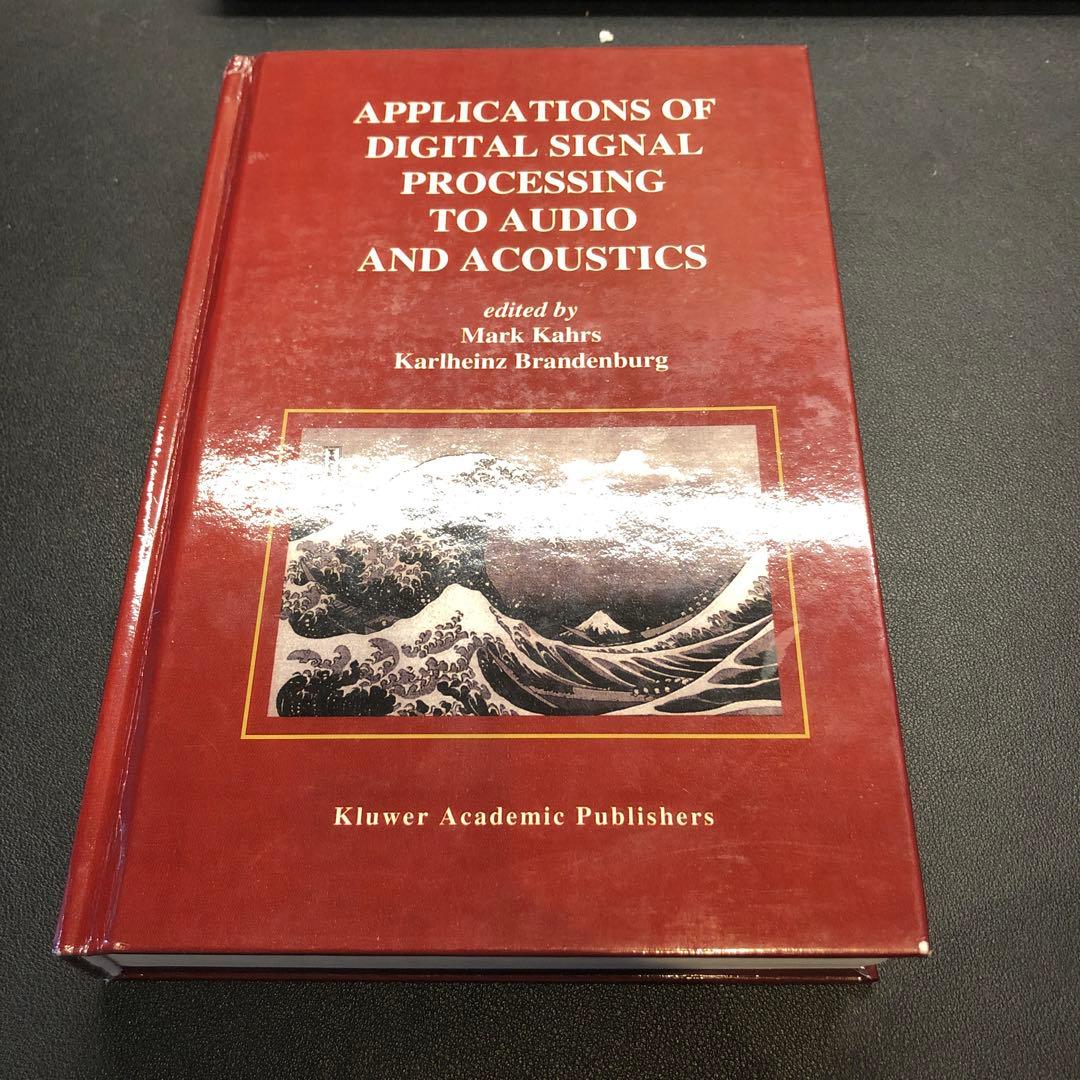 APPLICATIONS OF
DIGITAL SIGNAL
PROCESSING
TO AUDIO
AND ACOUSTICS
edited by
Mark Kahrs
Karlheinz Brandenburg
Kluwer Academic Publishers